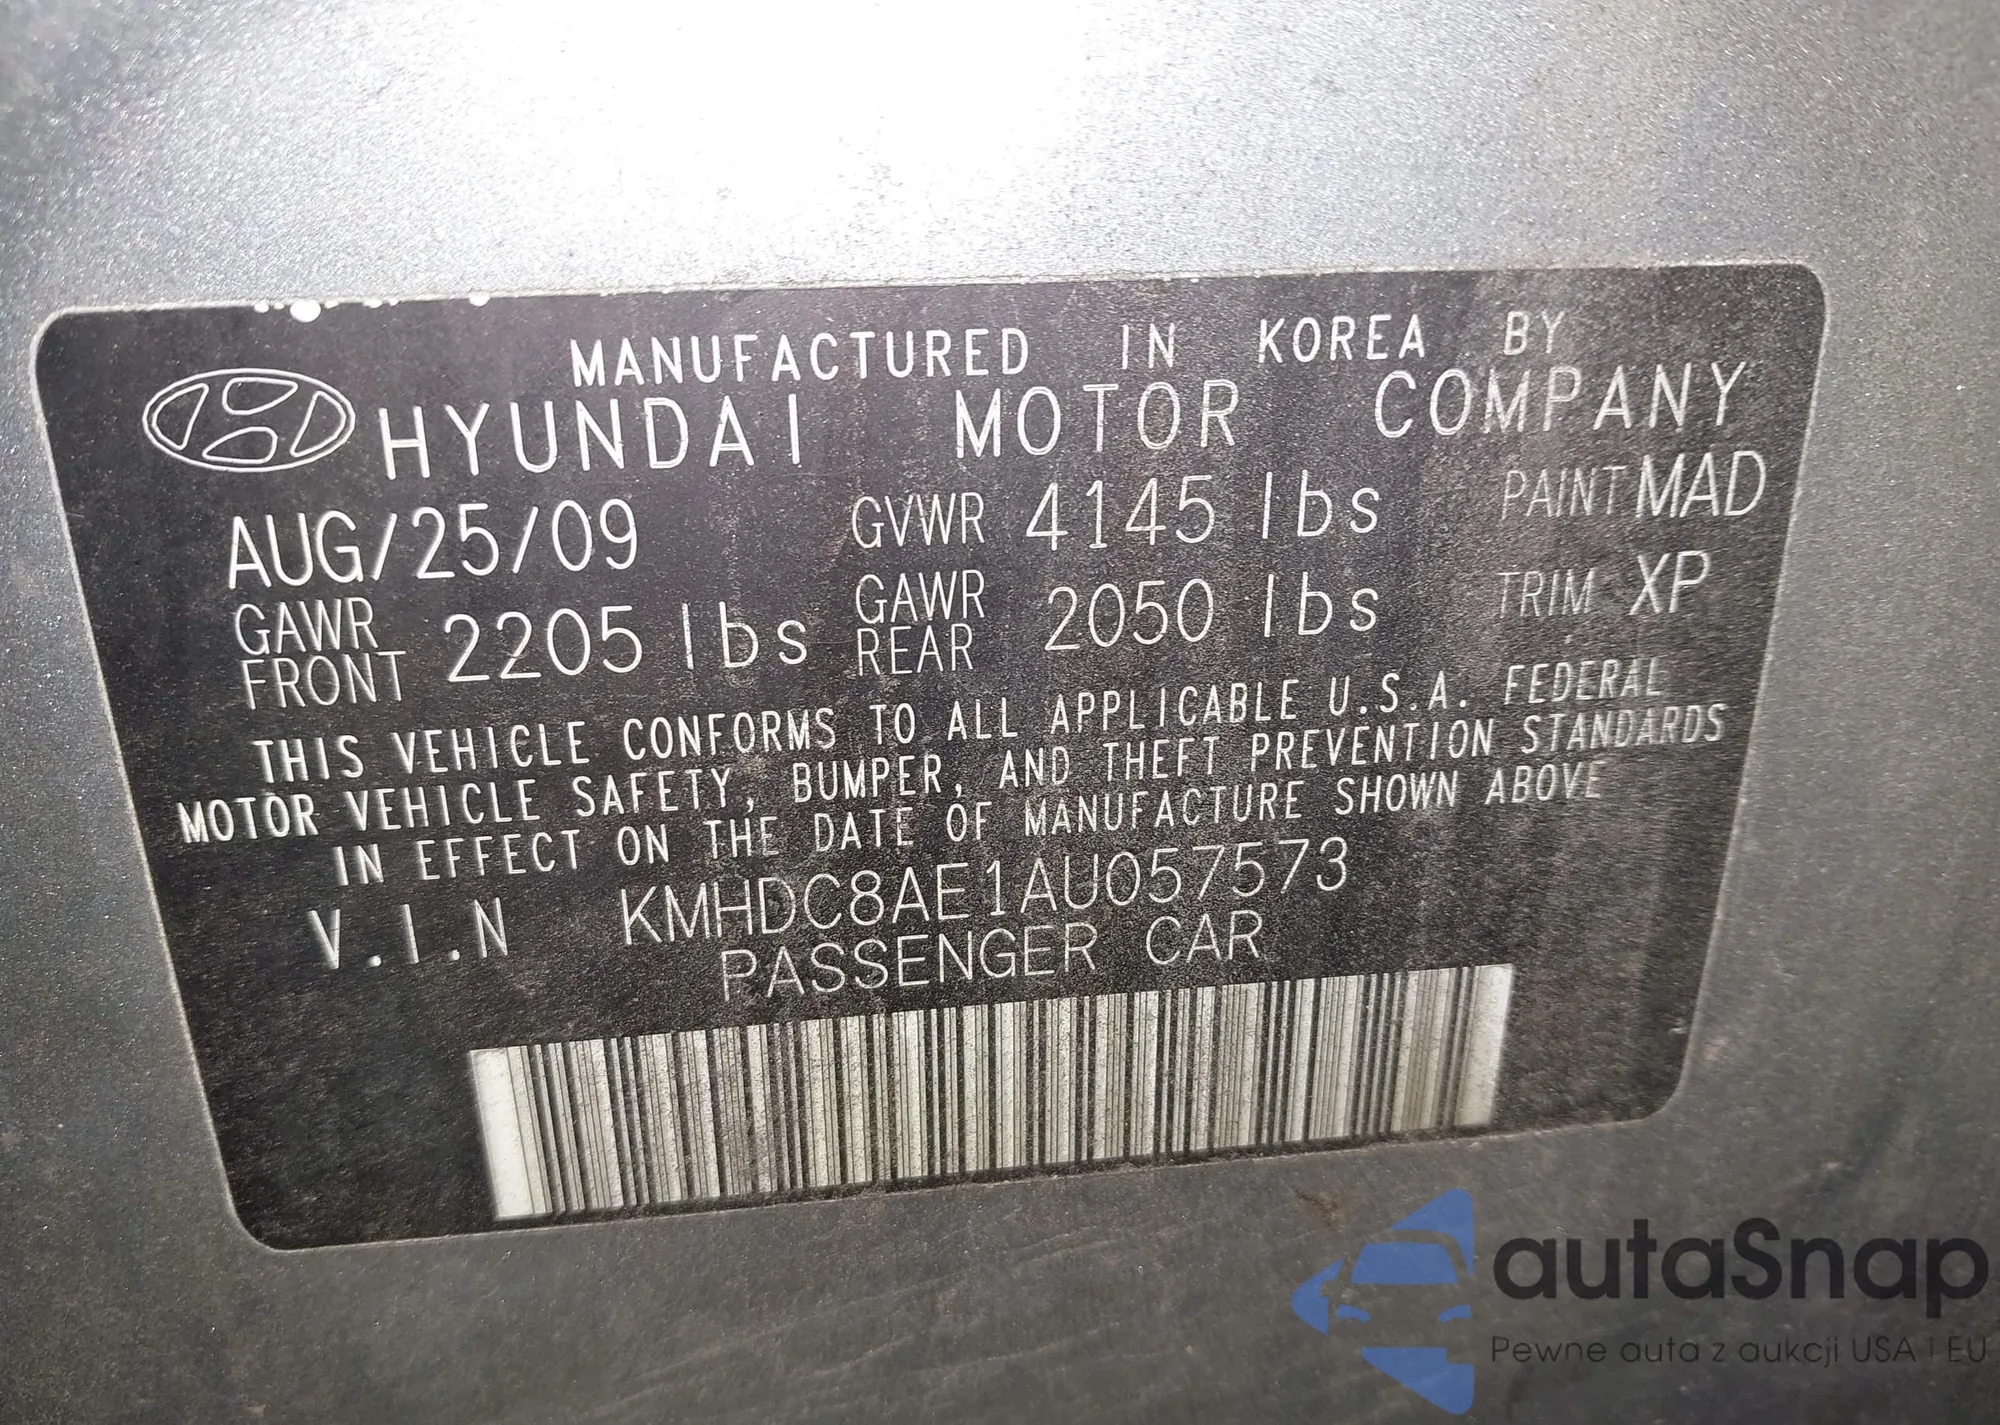 MANUFACTURED IN KOREA BY
HYUNDAI MOTOR COMPANY
AUG/25/09 GVWR 4145 lbs PAINT MAD
GAWR FRONT 2205 lbs GAWR REAR 2050 lbs TRIM XP
THIS VEHICLE CONFORMS TO ALL APPLICABLE U.S.A. FEDERAL
MOTOR VEHICLE SAFETY, BUMPER, AND THEFT PREVENTION STANDARDS
IN EFFECT ON THE DATE OF MANUFACTURE SHOWN ABOVE
V.I.N KMHDC8AE1AU057573
PASSENGER CAR
autaSnap
Pewne auta z aukcji USA i EU